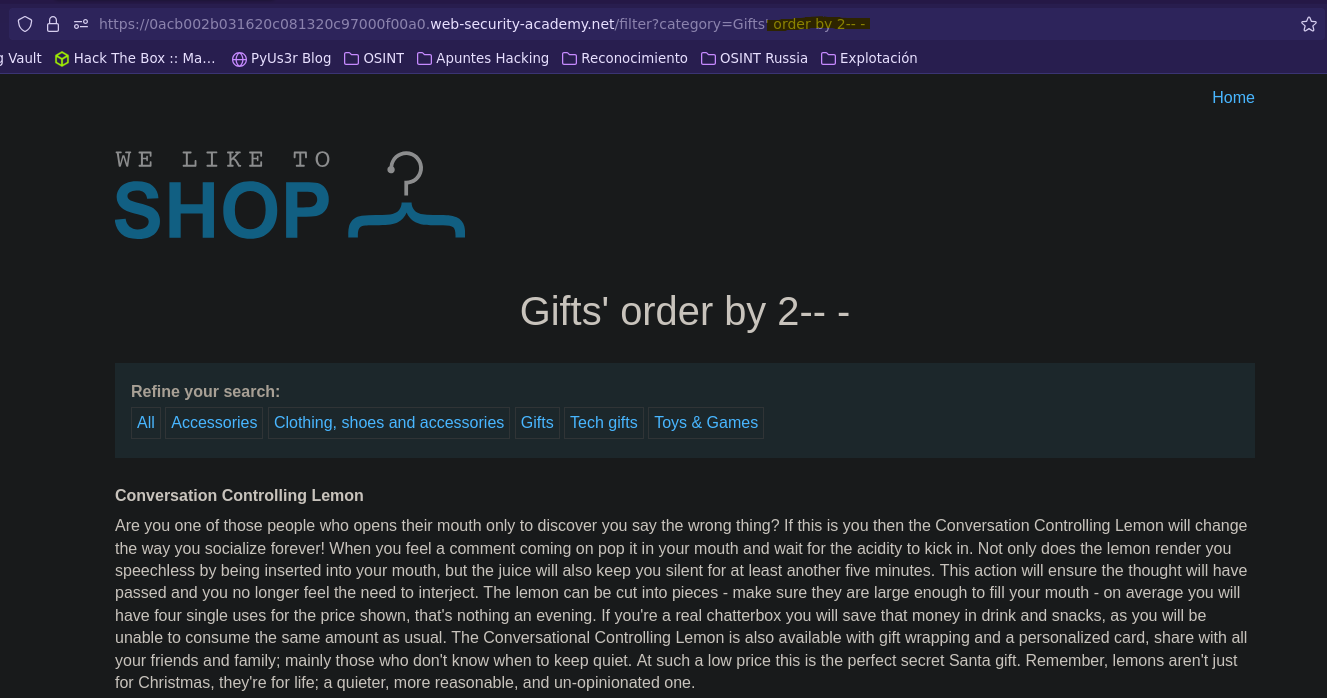 https://0acb002b031620c081320c97000f00a0.web-security-academy.net/filter?category=Gifts' order by 2-- -
g Vault Hack The Box :: Ma… PyUs3r Blog OSINT Apuntes Hacking Reconocimiento OSINT Russia Explotación
Home
WE LIKE TO
SHOP
Gifts' order by 2-- -
Refine your search:
All Accessories Clothing, shoes and accessories Gifts Tech gifts Toys & Games
Conversation Controlling Lemon
Are you one of those people who opens their mouth only to discover you say the wrong thing? If this is you then the Conversation Controlling Lemon will change
the way you socialize forever! When you feel a comment coming on pop it in your mouth and wait for the acidity to kick in. Not only does the lemon render you
speechless by being inserted into your mouth, but the juice will also keep you silent for at least another five minutes. This action will ensure the thought will have
passed and you no longer feel the need to interject. The lemon can be cut into pieces - make sure they are large enough to fill your mouth - on average you will
have four single uses for the price shown, that's nothing an evening. If you're a real chatterbox you will save that money in drink and snacks, as you will be
unable to consume the same amount as usual. The Conversational Controlling Lemon is also available with gift wrapping and a personalized card, share with all
your friends and family; mainly those who don't know when to keep quiet. At such a low price this is the perfect secret Santa gift. Remember, lemons aren't just
for Christmas, they're for life; a quieter, more reasonable, and un-opinionated one.